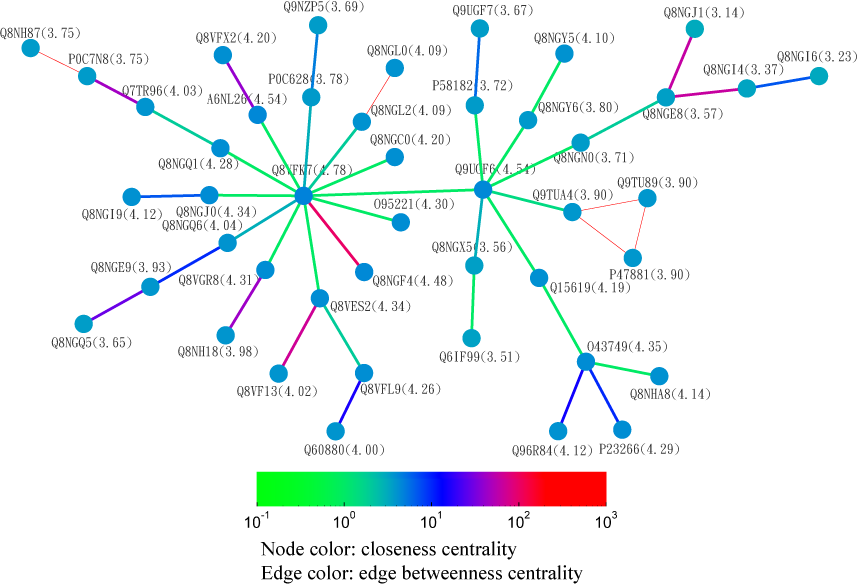 Q9NZP5(3.69)
Q9UGF7(3.67)
Q8NGJ1(3.14)
Q8NH87(3.75)
Q8VFX2(4.20)
Q8NGY5(4.10)
Q8NGL0(4.09)
P0C7N8(3.75)
Q8NGI6(3.23)
Q8NGI4(3.37)
P0C628(3.78)
P58182(3.72)
Q7TR96(4.03)
A6NL26(4.54)
Q8NGL2(4.09)
Q8NGY6(3.80)
Q8NGE8(3.57)
Q8NGC0(4.20)
Q8NGQ1(4.28)
Q8NGN0(3.71)
Q8VFK7(4.78)
Q9UGF6(4.54)
Q9TU89(3.90)
Q9TUA4(3.90)
O95221(4.30)
Q8NGI9(4.12)
Q8NGJ0(4.34)
Q8NGQ6(4.04)
Q8NGX5(3.56)
Q8NGE9(3.93)
Q8VGR8(4.31)
Q8NGF4(4.48)
P47881(3.90)
Q15619(4.19)
Q8VES2(4.34)
Q8NGQ5(3.65)
Q8NH18(3.98)
Q6IF99(3.51)
O43749(4.35)
Q8VF13(4.02)
Q8VFL9(4.26)
Q8NHA8(4.14)
Q60880(4.00)
Q96R84(4.12)
P23266(4.29)
10-1 100 101 102 103
Node color: closeness centrality
Edge color: edge betweenness centrality